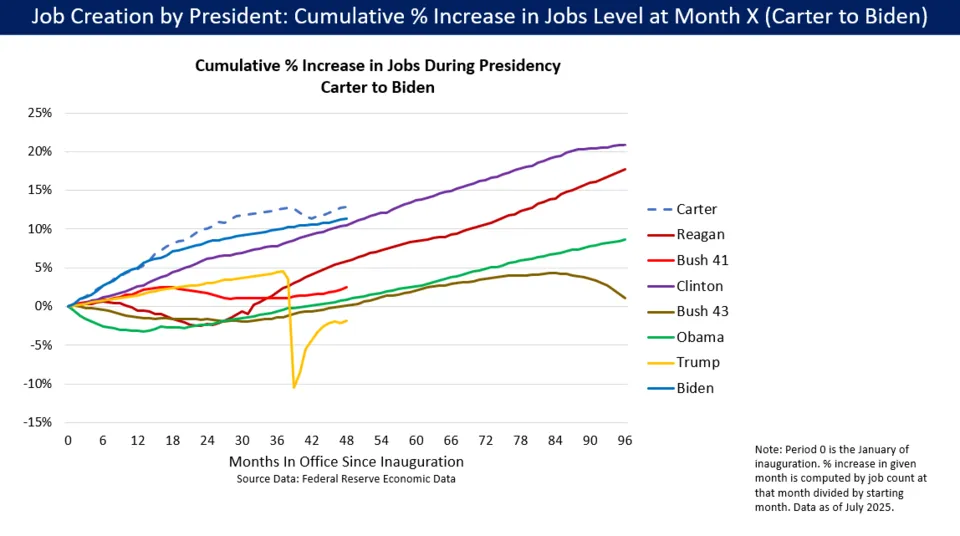 Job Creation by President: Cumulative % Increase in Jobs Level at Month X (Carter to Biden)
Cumulative % Increase in Jobs During Presidency
Carter to Biden
25%
20%
15%
10%
5%
0%
-5%
-10%
-15%
0 6 12 18 24 30 36 42 48 54 60 66 72 78 84 90 96
Months In Office Since Inauguration
Source Data: Federal Reserve Economic Data
Carter
Reagan
Bush 41
Clinton
Bush 43
Obama
Trump
Biden
Note: Period 0 is the January of
inauguration. % increase in given
month is computed by job count at
that month divided by starting
month. Data as of July 2025.